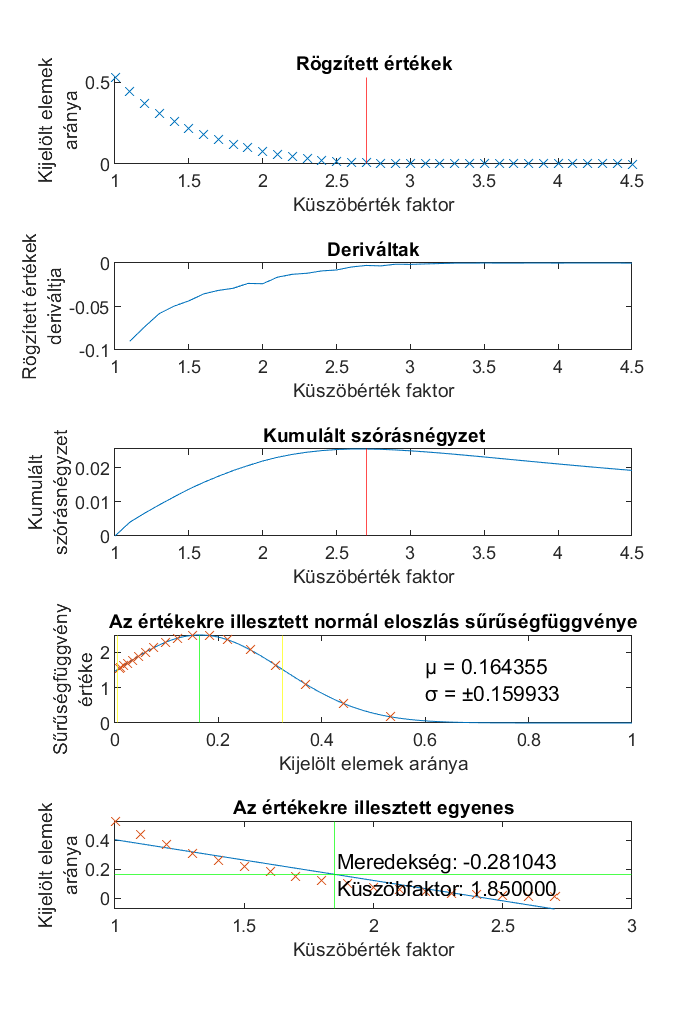 Rögzített értékek
Kijelölt elemek
aránya
0.5
0
1 1.5 2 2.5 3 3.5 4 4.5
Küszöbérték faktor
Deriváltak
Rögzített értékek
deriváltja
0
-0.05
-0.1
1 1.5 2 2.5 3 3.5 4 4.5
Küszöbérték faktor
Kumulált szórásnégyzet
Kumulált
szórásnégyzet
0.02
0.01
0
1 1.5 2 2.5 3 3.5 4 4.5
Küszöbérték faktor
Az értékekre illesztett normál eloszlás sűrűségfüggvénye
Sűrűségfüggvény
értéke
2
1
0
μ = 0.164355
σ = ±0.159933
0 0.2 0.4 0.6 0.8 1
Kijelölt elemek aránya
Az értékekre illesztett egyenes
Kijelölt elemek
aránya
0.4
0.2
0
Meredekség: -0.281043
Küszöbfaktor: 1.850000
1 1.5 2 2.5 3
Küszöbérték faktor